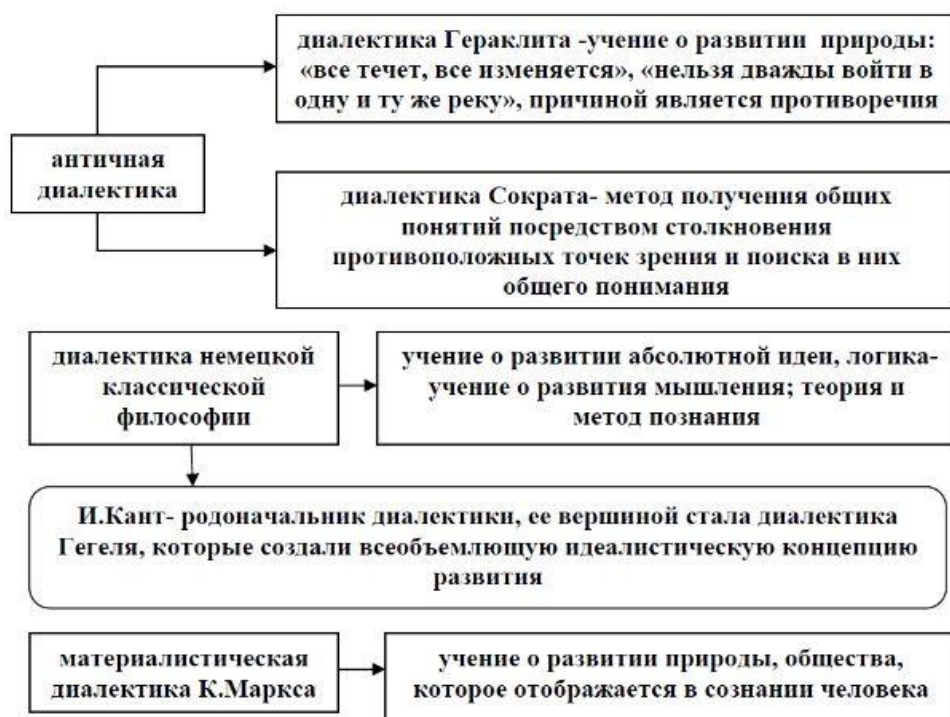 диалектика Гераклита -учение о развитии природы:
«все течет, все изменяется», «нельзя дважды войти в
одну и ту же реку», причиной является противоречия
античная
диалектика
диалектика Сократа- метод получения общих
понятий посредством столкновения
противоположных точек зрения и поиска в них
общего понимания
диалектика немецкой
классической
философии
учение о развитии абсолютной идеи, логика-
учение о развития мышления; теория и
метод познания
И.Кант- родоначальник диалектики, ее вершиной стала диалектика
Гегеля, которые создали всеобъемлющую идеалистическую концепцию
развития
материалистическая
диалектика К.Маркса
учение о развитии природы, общества,
которое отображается в сознании человека